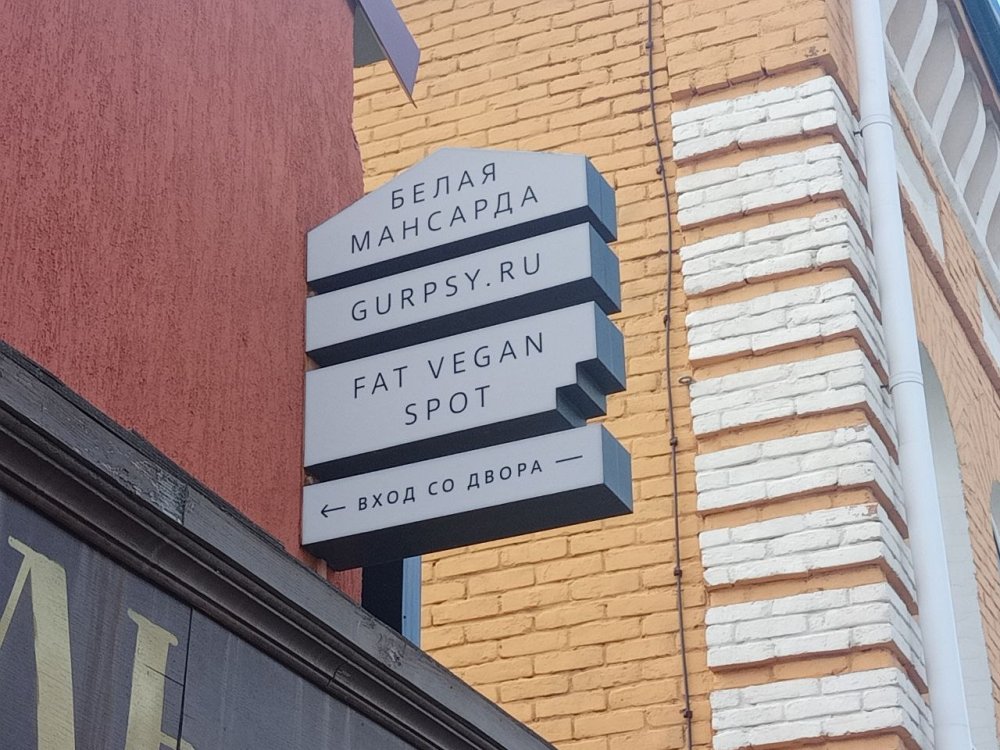 БЕЛАЯ
МАНСАРДА
GURPSY.RU
FAT VEGAN
SPOT
← ВХОД СО ДВОРА —